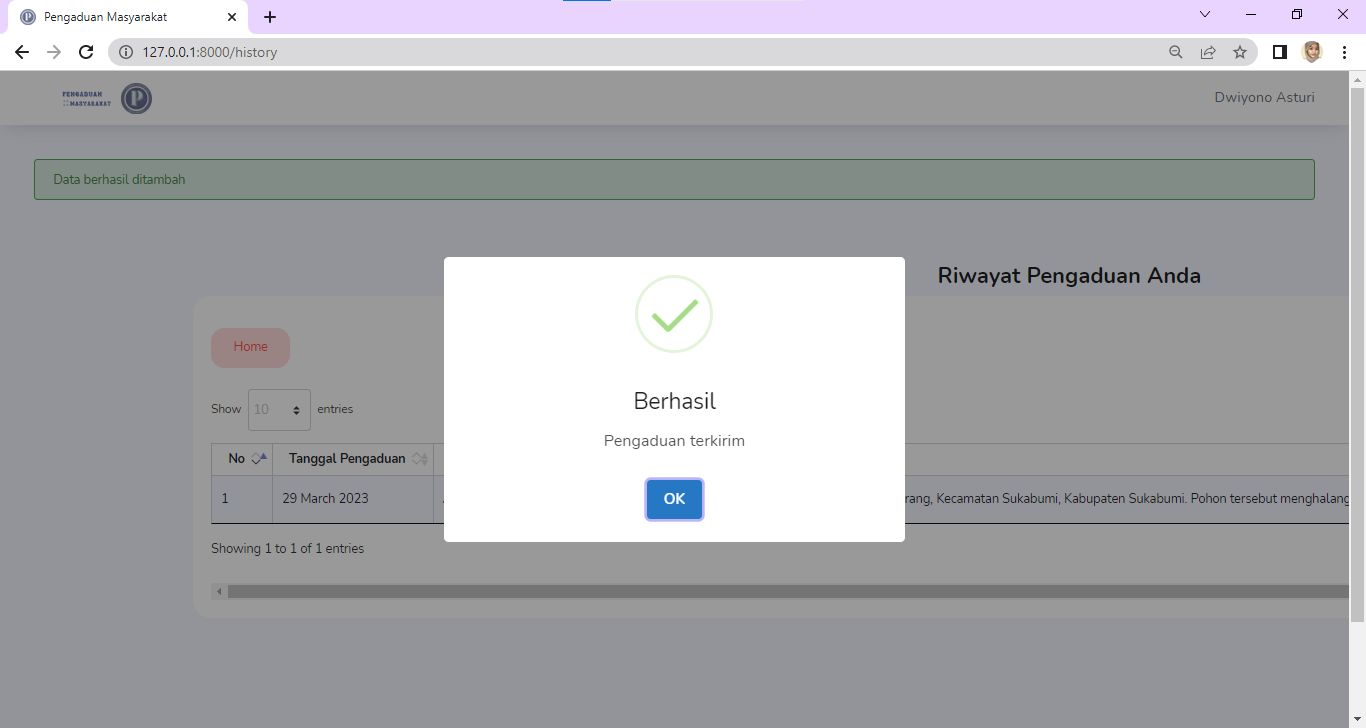 Pengaduan Masyarakat
127.0.0.1:8000/history
PENGADUAN
MASYARAKAT
P
Dwiyono Asturi
Data berhasil ditambah
Riwayat Pengaduan Anda
Home
Show 10 entries
No Tanggal Pengaduan
1 29 March 2023 rang, Kecamatan Sukabumi, Kabupaten Sukabumi. Pohon tersebut menghalang
Showing 1 to 1 of 1 entries
Berhasil
Pengaduan terkirim
OK